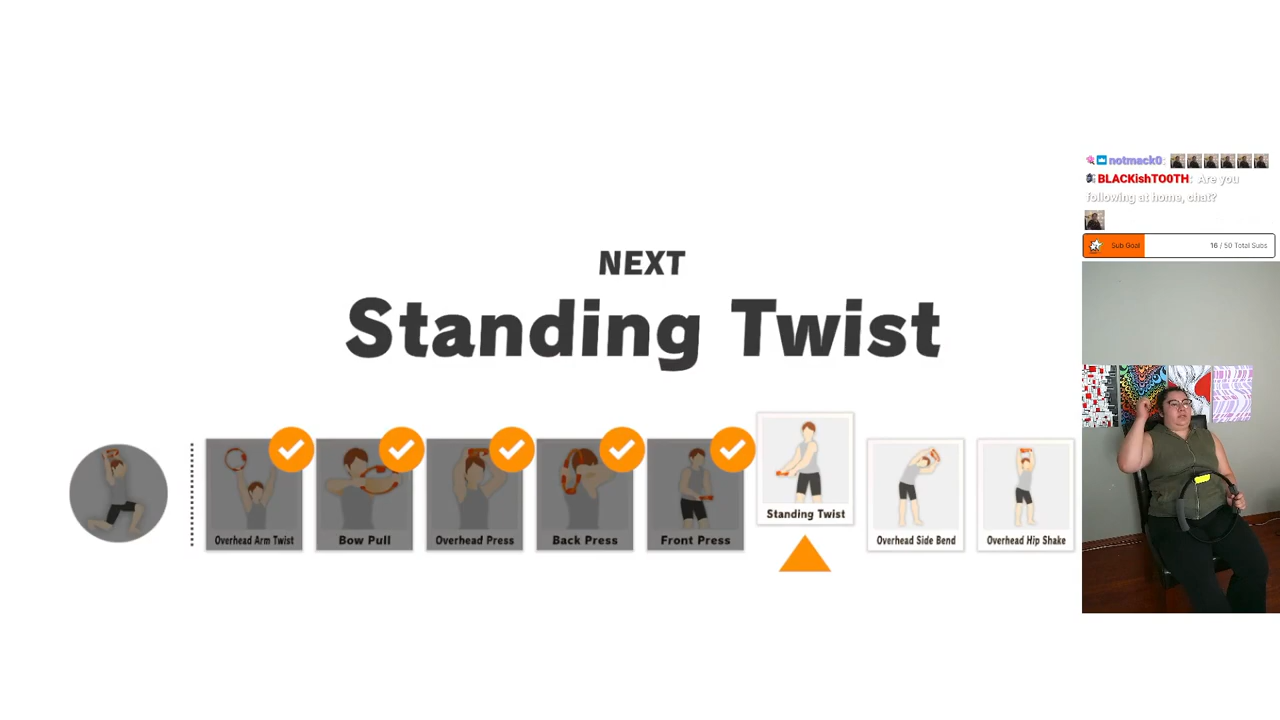 NEXT
Standing Twist
Overhead Arm Twist
Bow Pull
Overhead Press
Back Press
Front Press
Standing Twist
Overhead Side Bend
Overhead Hip Shake
notmack0:
BLACKishTO0TH: Are you
following at home, chat?
Sub Goal
16 / 50 Total Subs